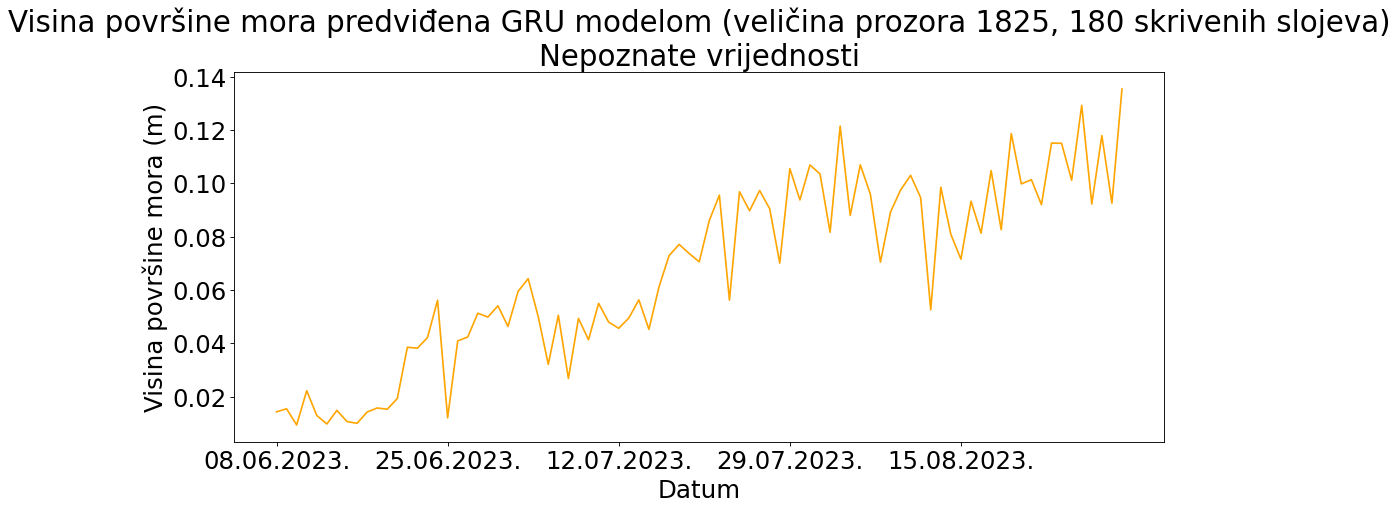 Visina površine mora predviđena GRU modelom (veličina prozora 1825, 180 skrivenih slojeva)
Nepoznate vrijednosti
Visina površine mora (m)
0.14
0.12
0.10
0.08
0.06
0.04
0.02
08.06.2023. 25.06.2023. 12.07.2023. 29.07.2023. 15.08.2023.
Datum